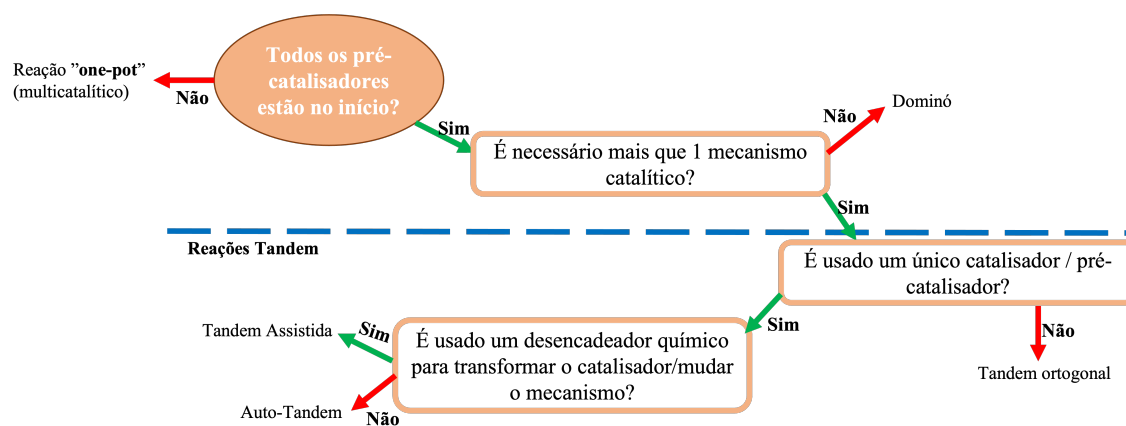 Todos os pré-
catalisadores
estão no início?
Reação ”one-pot”
(multicatalítico)
Não
Sim
É necessário mais que 1 mecanismo
catalítico?
Não
Dominó
Sim
Reações Tandem
É usado um único catalisador / pré-
catalisador?
Não
Tandem ortogonal
Sim
É usado um desencadeador químico
para transformar o catalisador/mudar
o mecanismo?
Sim
Tandem Assistida
Não
Auto-Tandem